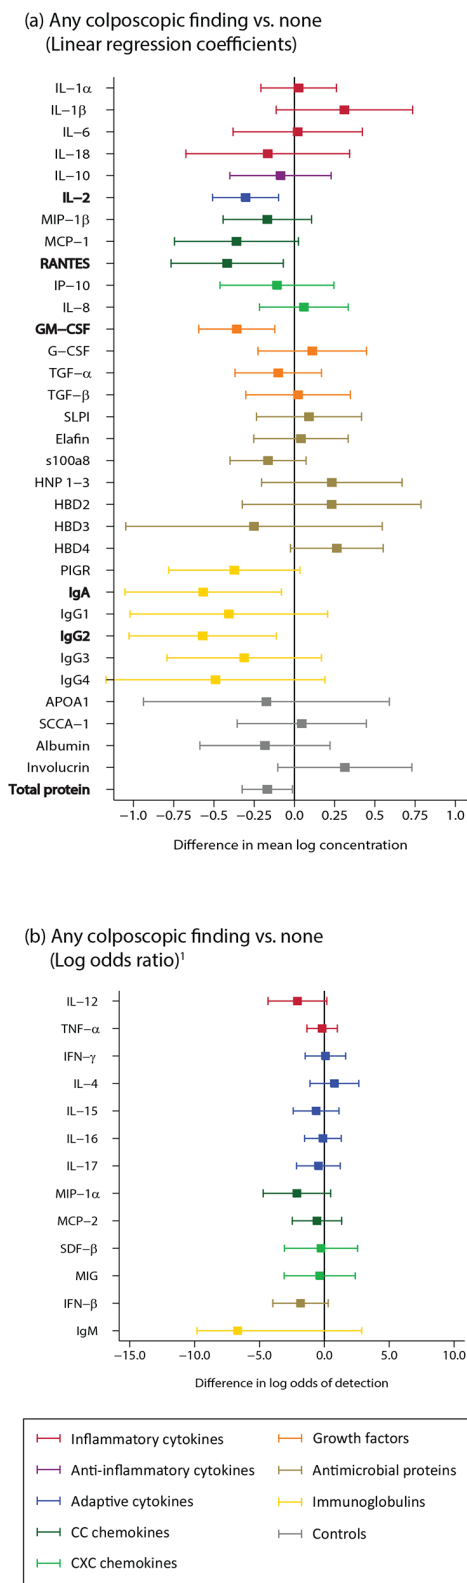 (a) Any colposcopic finding vs. none
(Linear regression coefficients)
IL−1α
IL−1β
IL−6
IL−18
IL−10
IL−2
MIP−1β
MCP−1
RANTES
IP−10
IL−8
GM−CSF
G−CSF
TGF−α
TGF−β
SLPI
Elafin
s100a8
HNP 1−3
HBD2
HBD3
HBD4
PIGR
IgA
IgG1
IgG2
IgG3
IgG4
APOA1
SCCA−1
Albumin
Involucrin
Total protein
−1.0 −0.75 −0.5 −0.25 0.0 0.25 0.5 0.75 1.0
Difference in mean log concentration
(b) Any colposcopic finding vs. none
(Log odds ratio)¹
IL−12
TNF−α
IFN−γ
IL−4
IL−15
IL−16
IL−17
MIP−1α
MCP−2
SDF−β
MIG
IFN−β
IgM
−15.0 −10.0 −5.0 0.0 5.0 10.0
Difference in log odds of detection
Inflammatory cytokines
Anti-inflammatory cytokines
Adaptive cytokines
CC chemokines
CXC chemokines
Growth factors
Antimicrobial proteins
Immunoglobulins
Controls